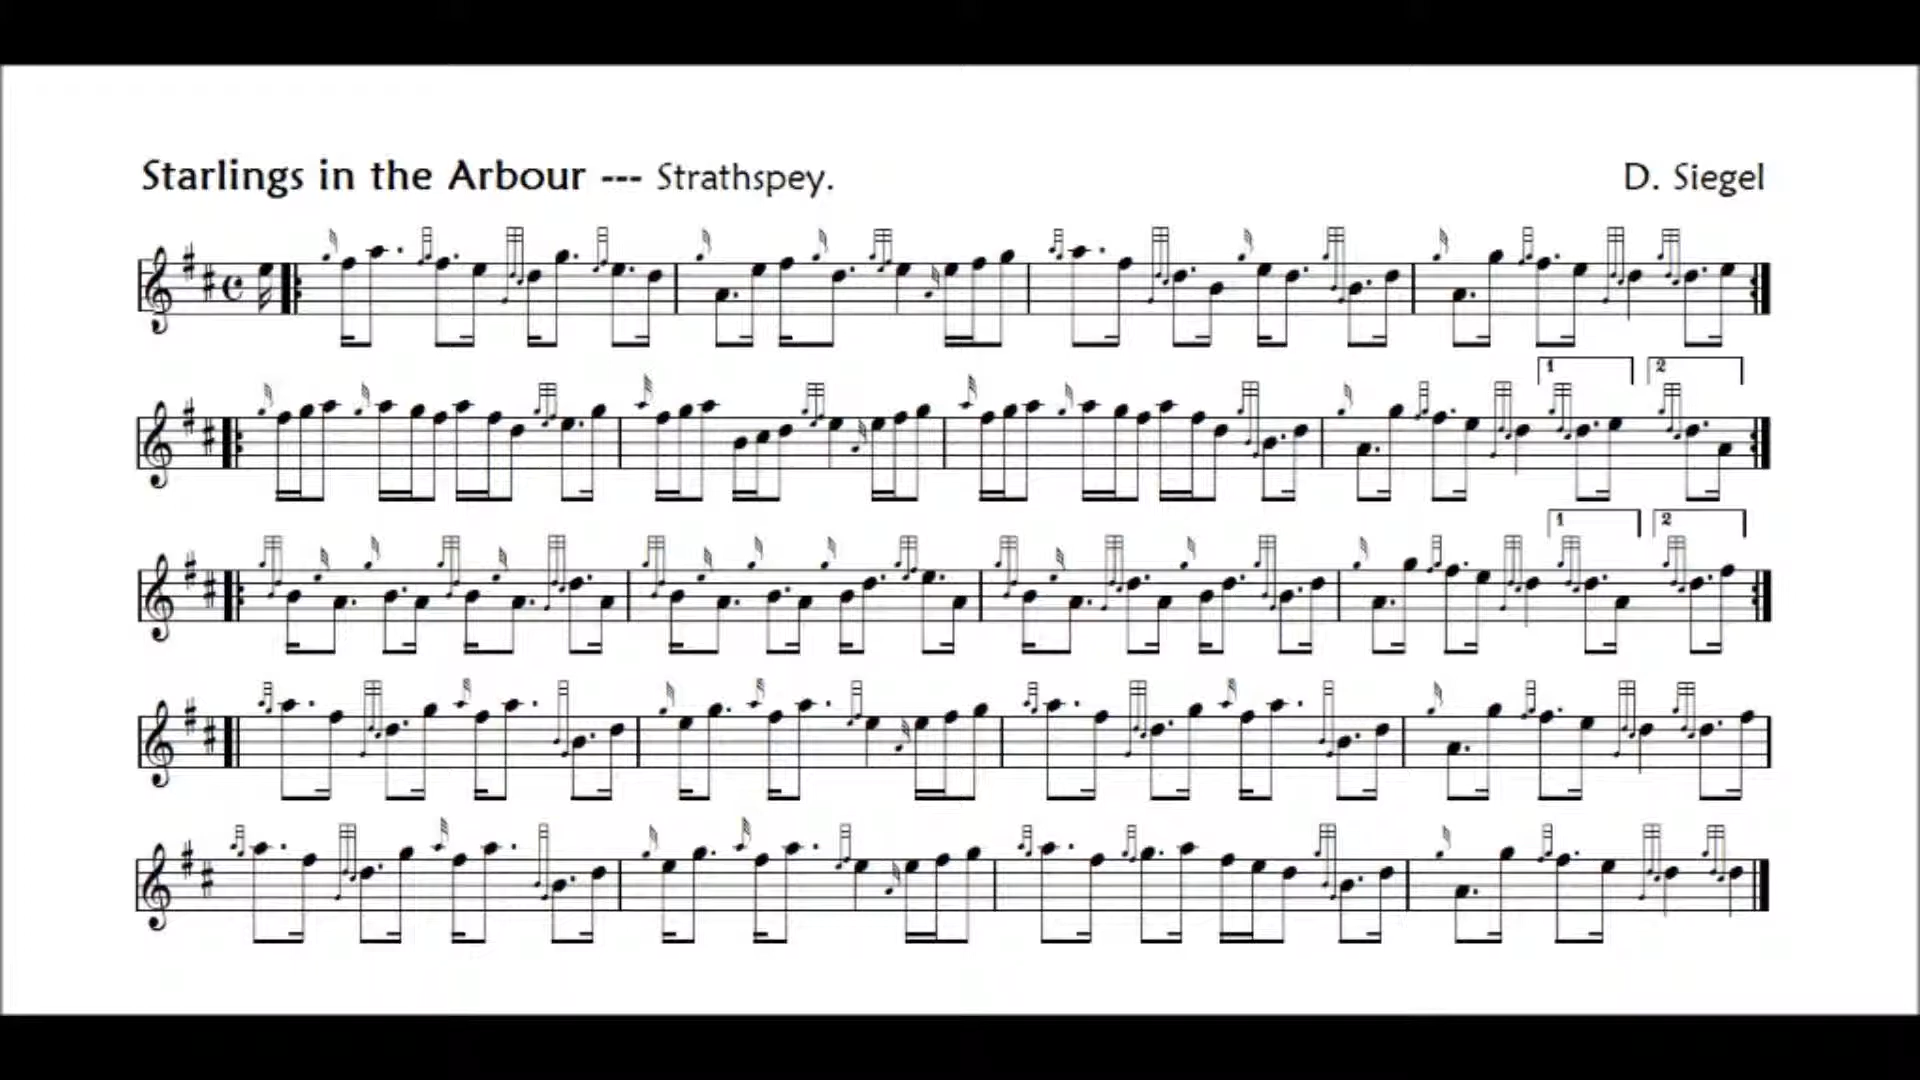 Starlings in the Arbour --- Strathspey. D. Siegel
1 2
1 2